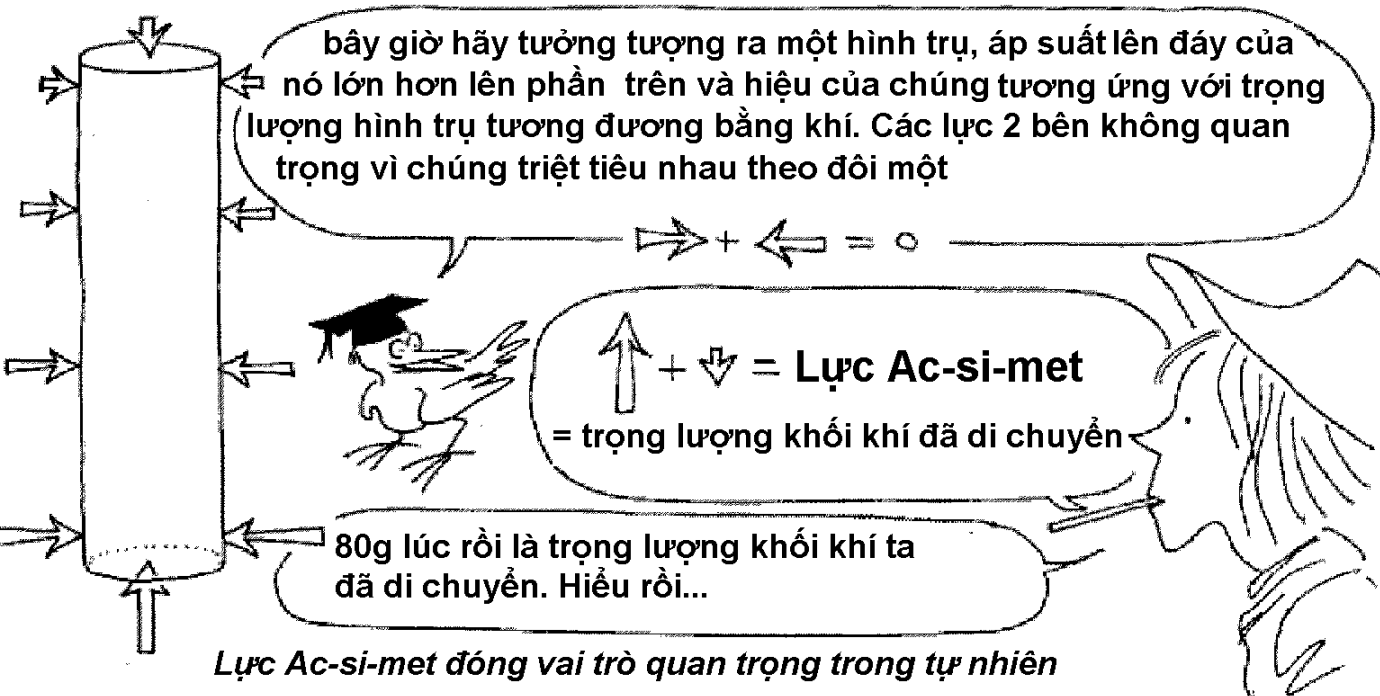 bây giờ hãy tưởng tượng ra một hình trụ, áp suất lên đáy của
nó lớn hơn lên phần trên và hiệu của chúng tương ứng với trọng
lượng hình trụ tương đương bằng khí. Các lực 2 bên không quan
trọng vì chúng triệt tiêu nhau theo đôi một
+ = 0
+ = Lực Ac-si-met
= trọng lượng khối khí đã di chuyển
80g lúc rồi là trọng lượng khối khí ta
đã di chuyển. Hiểu rồi...
Lực Ac-si-met đóng vai trò quan trọng trong tự nhiên